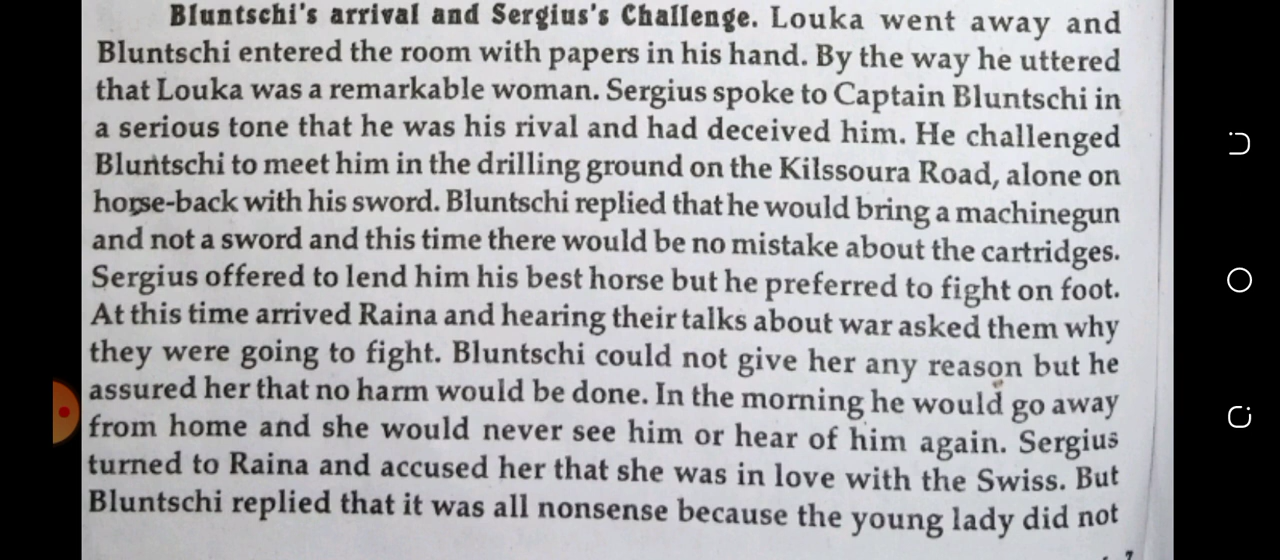 Bluntschi's arrival and Sergius's Challenge. Louka went away and
Bluntschi entered the room with papers in his hand. By the way he uttered
that Louka was a remarkable woman. Sergius spoke to Captain Bluntschi in
a serious tone that he was his rival and had deceived him. He challenged
Bluntschi to meet him in the drilling ground on the Kilssoura Road, alone on
horse-back with his sword. Bluntschi replied that he would bring a machinegun
and not a sword and this time there would be no mistake about the cartridges.
Sergius offered to lend him his best horse but he preferred to fight on foot.
At this time arrived Raina and hearing their talks about war asked them why
they were going to fight. Bluntschi could not give her any reason but he
assured her that no harm would be done. In the morning he would go away
from home and she would never see him or hear of him again. Sergius
turned to Raina and accused her that she was in love with the Swiss. But
Bluntschi replied that it was all nonsense because the young lady did not